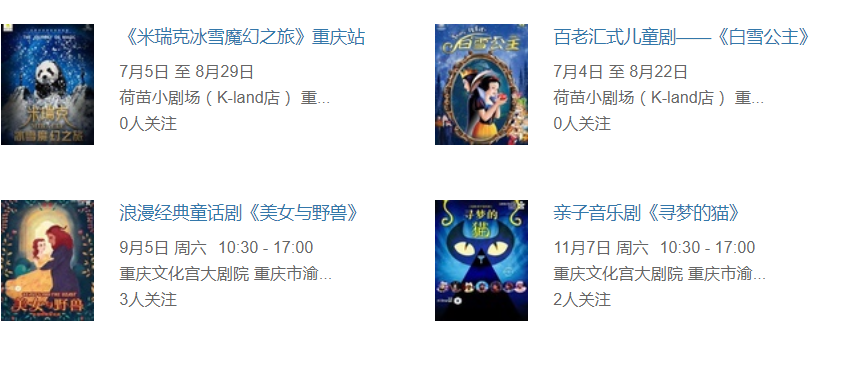 《米瑞克冰雪魔幻之旅》重庆站
7月5日 至 8月29日
荷苗小剧场（K-land店） 重...
0人关注
米瑞克
冰雪魔幻之旅
百老汇式儿童剧——《白雪公主》
7月4日 至 8月22日
荷苗小剧场（K-land店） 重...
0人关注
白雪公主
浪漫经典童话剧《美女与野兽》
9月5日 周六 10:30 - 17:00
重庆文化宫大剧院 重庆市渝...
3人关注
美女与野兽
亲子音乐剧《寻梦的猫》
11月7日 周六 10:30 - 17:00
重庆文化宫大剧院 重庆市渝...
2人关注
寻梦的
猫